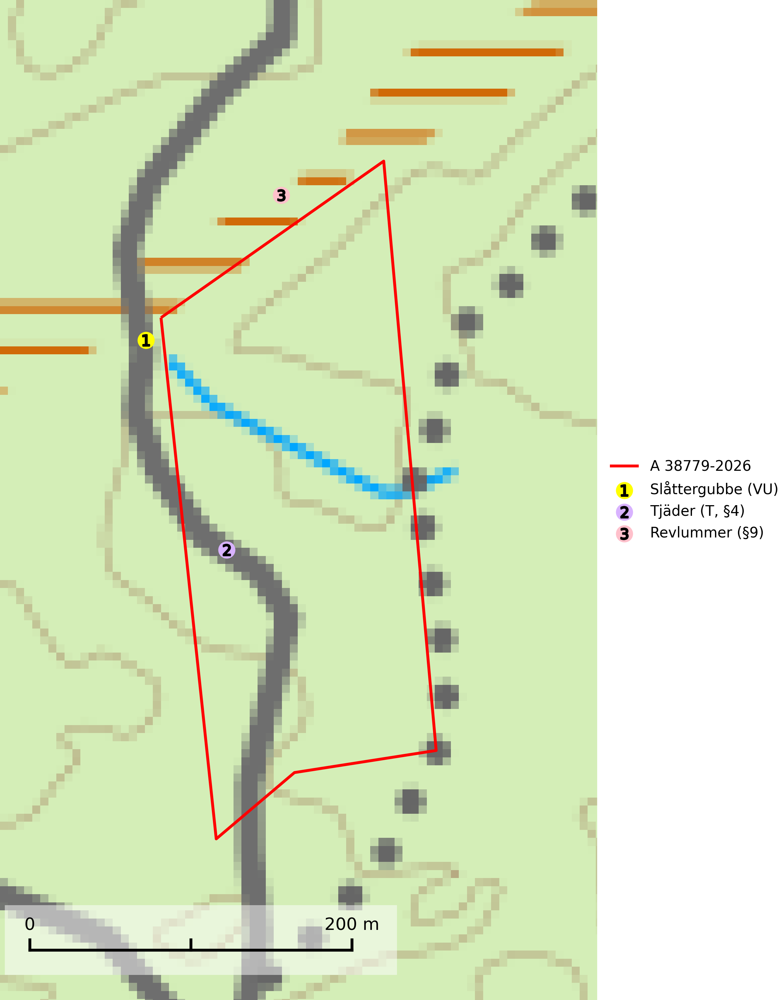 3
1
2
A 38779-2026
1 Slåttergubbe (VU)
2 Tjäder (T, §4)
3 Revlummer (§9)
0 200 m